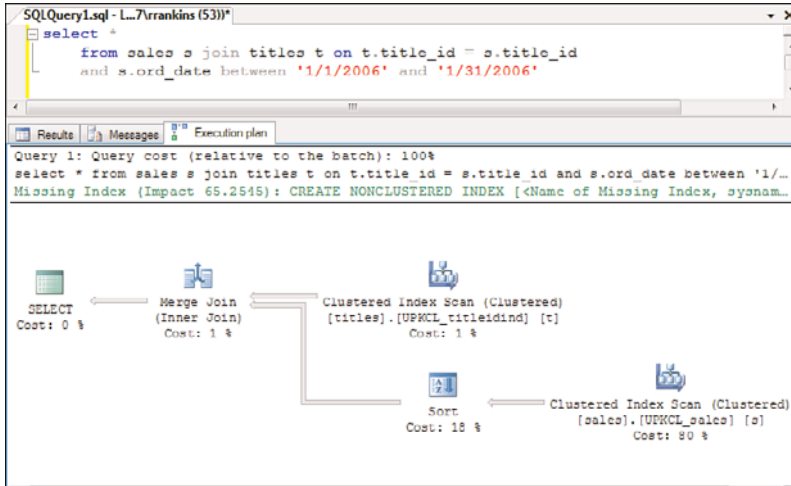 SQLQuery1.sql - L...7\rrankins (53))*
select *
from sales s join titles t on t.title_id = s.title_id
and s.ord_date between '1/1/2006' and '1/31/2006'
Results Messages Execution plan
Query 1: Query cost (relative to the batch): 100%
select * from sales s join titles t on t.title_id = s.title_id and s.ord_date between '1/...
Missing Index (Impact 65.2545): CREATE NONCLUSTERED INDEX [<Name of Missing Index, sysnam...
SELECT
Cost: 0 %
Merge Join
(Inner Join)
Cost: 1 %
Clustered Index Scan (Clustered)
[titles].[UPKCL_titleidind] [t]
Cost: 1 %
Sort
Cost: 18 %
Clustered Index Scan (Clustered)
[sales].[UPKCL_sales] [s]
Cost: 80 %